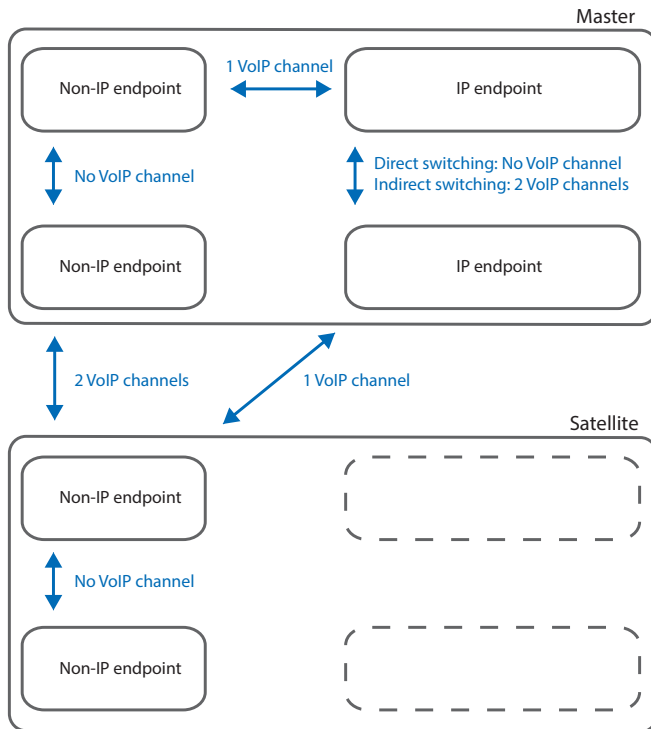 Master
1 VoIP channel
Non-IP endpoint
IP endpoint
No VoIP channel
Direct switching: No VoIP channel
Indirect switching: 2 VoIP channels
Non-IP endpoint
IP endpoint
2 VoIP channels
1 VoIP channel
Satellite
Non-IP endpoint
No VoIP channel
Non-IP endpoint